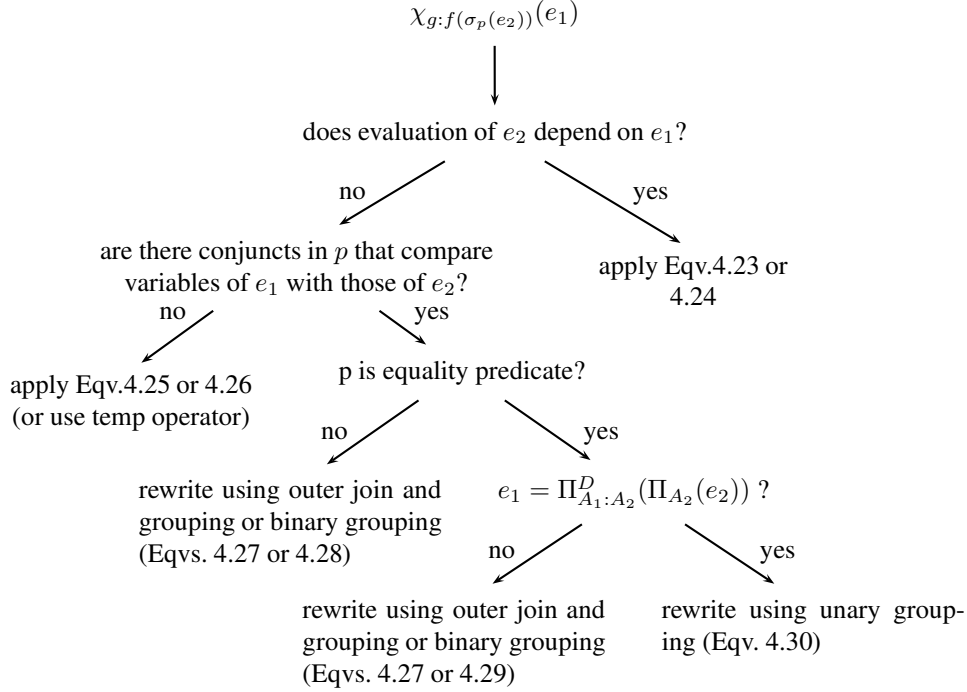 χ_{g:f(σ_p(e_2))}(e_1)
does evaluation of e_2 depend on e_1?
no
yes
are there conjuncts in p that compare
variables of e_1 with those of e_2?
apply Eqv.4.23 or
4.24
no
yes
apply Eqv.4.25 or 4.26
(or use temp operator)
p is equality predicate?
no
yes
rewrite using outer join and
grouping or binary grouping
(Eqvs. 4.27 or 4.28)
e_1 = Π^D_{A_1:A_2}(Π_{A_2}(e_2)) ?
no
yes
rewrite using outer join and
grouping or binary grouping
(Eqvs. 4.27 or 4.29)
rewrite using unary group-
ing (Eqv. 4.30)